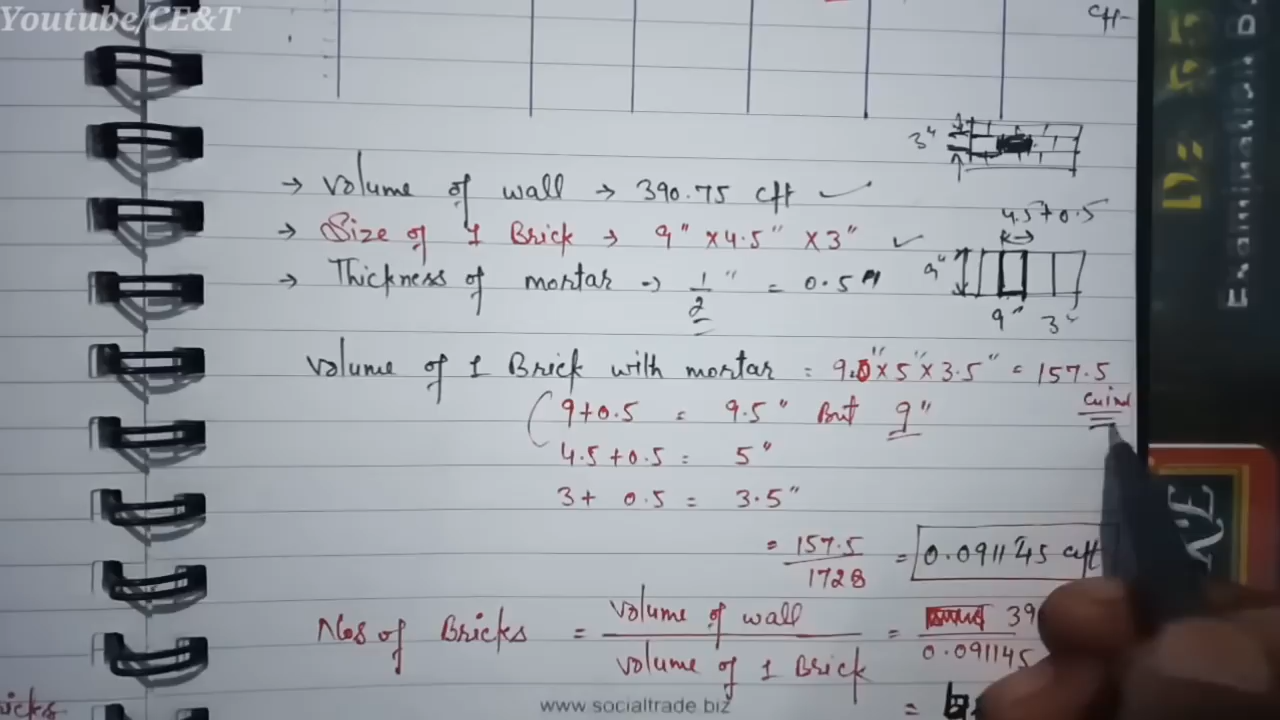 Youtube/CE&T
cft
3"
→ Volume of wall → 390.75 cft
→ Size of 1 Brick → 9" x4.5" x3"
→ Thickness of mortar → 1/2" = 0.5"
4.5+0.5
9"
9" 3"
Volume of 1 Brick with mortar = 9.0" x 5" x 3.5" = 157.5
(9+0.5 = 9.5" But 9"
4.5+0.5 = 5"
3+ 0.5 = 3.5"
= 157.5/1728 = 0.091145 cft
Nos of Bricks = Volume of wall / Volume of 1 Brick = 39 / 0.091145
=
www.socialtrade.biz